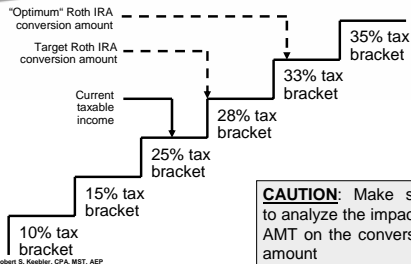 "Optimum" Roth IRA
conversion amount
Target Roth IRA
conversion amount
Current
taxable
income
35% tax
bracket
33% tax
bracket
28% tax
bracket
25% tax
bracket
15% tax
bracket
10% tax
bracket
CAUTION: Make
to analyze the impac
AMT on the convers
amount
obert S. Keebler, CPA, MST, AEP